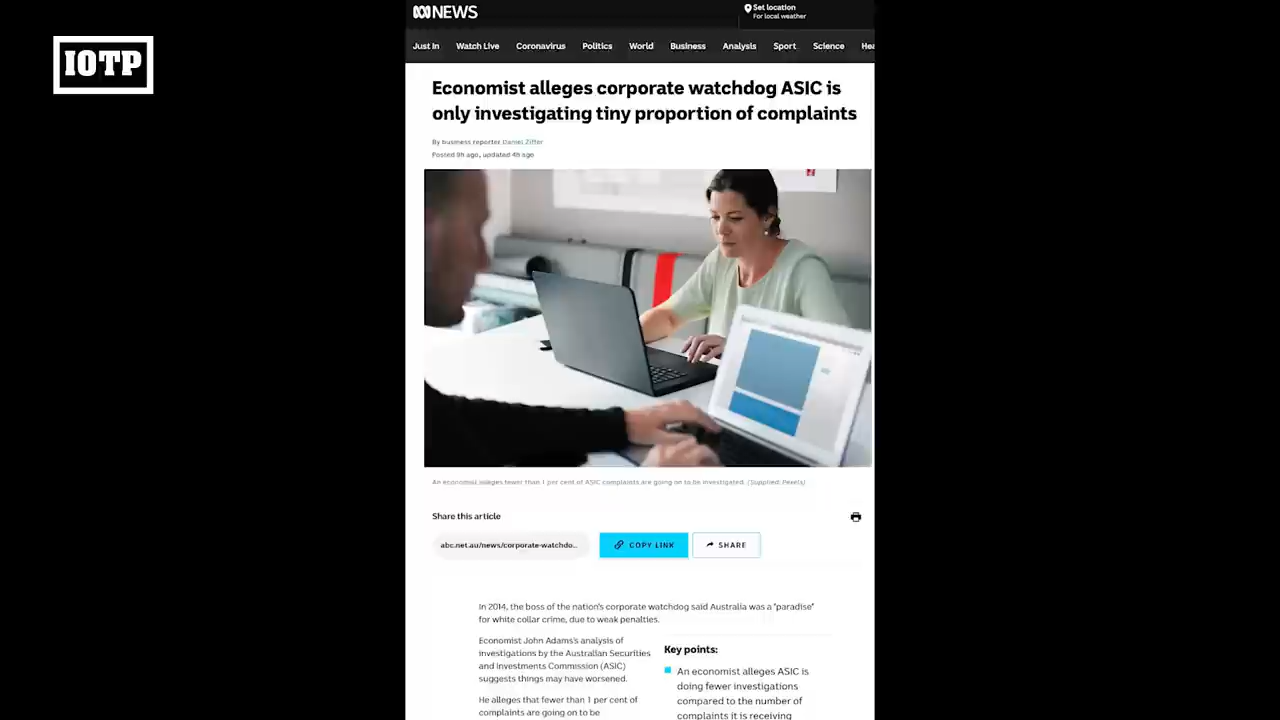 IOTP
NEWS
Set location
For local weather
Just In Watch Live Coronavirus Politics World Business Analysis Sport Science Hea
Economist alleges corporate watchdog ASIC is
only investigating tiny proportion of complaints
By business reporter Daniel Ziffer
Posted 9h ago, updated 4h ago
An economist alleges fewer than 1 per cent of ASIC complaints are going on to be investigated. (Supplied: Pexels)
Share this article
abc.net.au/news/corporate-watchdo...
COPY LINK
SHARE
In 2014, the boss of the nation's corporate watchdog said Australia was a "paradise"
for white collar crime, due to weak penalties.
Economist John Adams's analysis of
investigations by the Australian Securities
and Investments Commission (ASIC)
suggests things may have worsened.
He alleges that fewer than 1 per cent of
complaints are going on to be
Key points:
An economist alleges ASIC is
doing fewer investigations
compared to the number of
complaints it is receiving